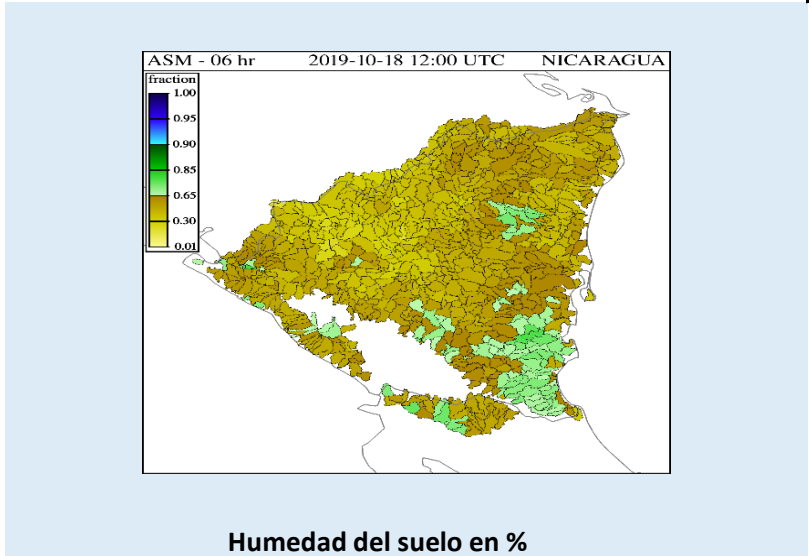 ASM - 06 hr 2019-10-18 12:00 UTC NICARAGUA
fraction
1.00
0.95
0.90
0.85
0.65
0.30
0.01
Humedad del suelo en %